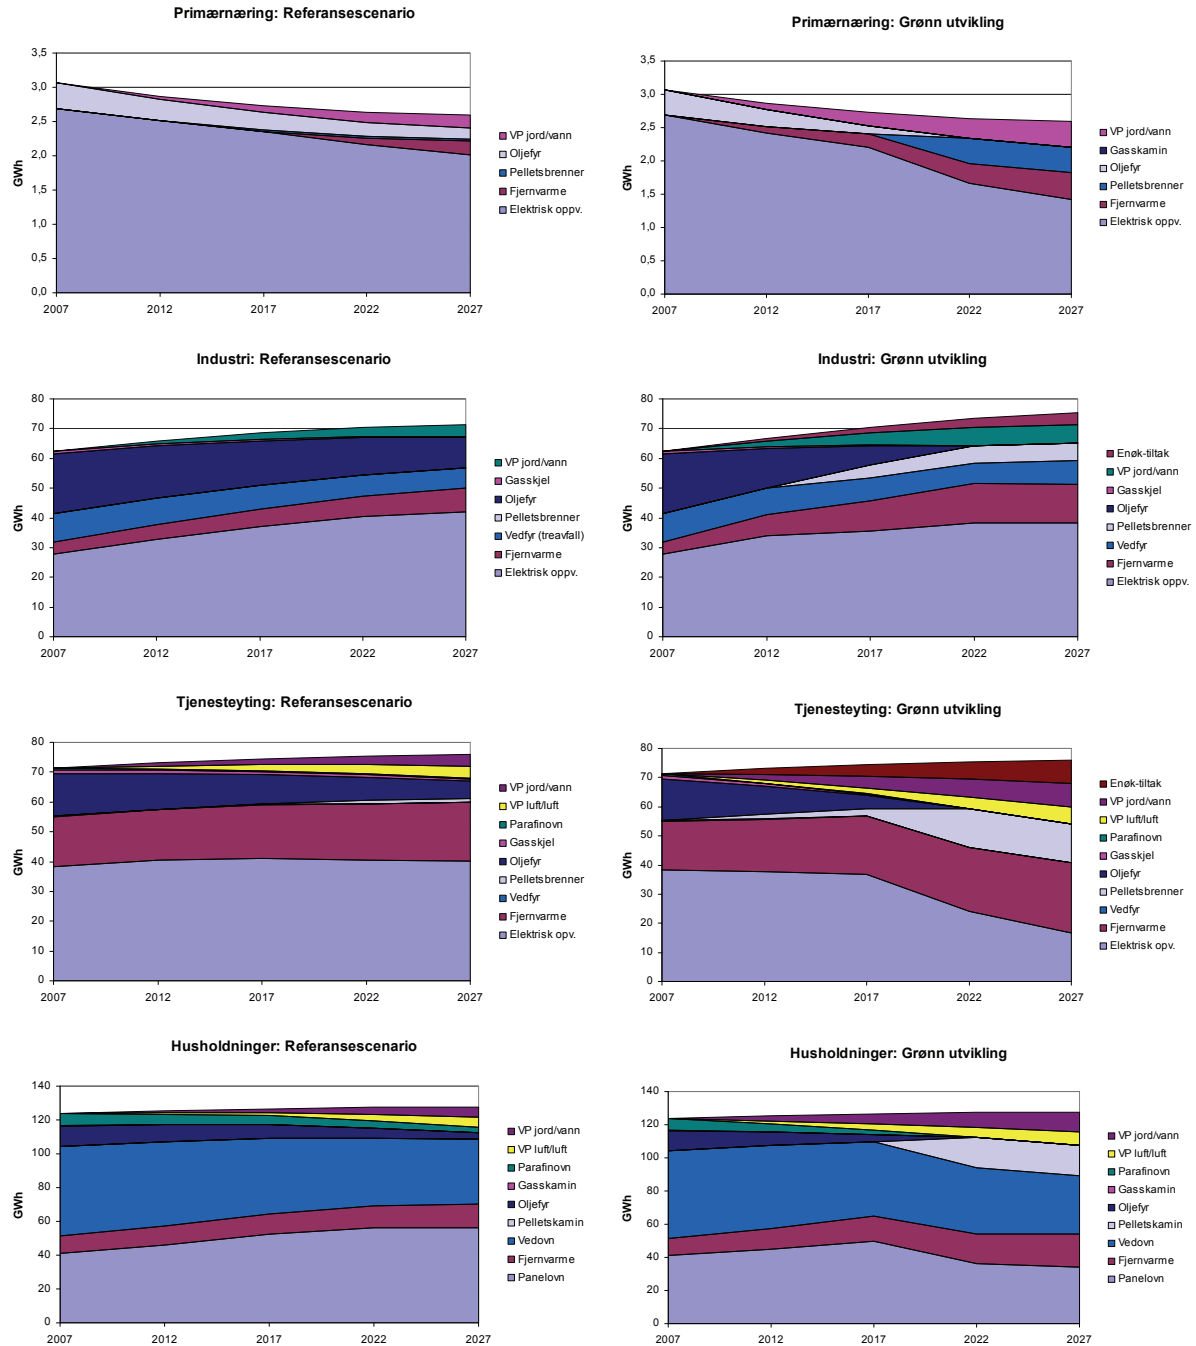 Primærnæring: Referansescenario
GWh
3,5
3,0
2,5
2,0
1,5
1,0
0,5
0,0
2007 2012 2017 2022 2027
VP jord/vann
Oljefyr
Pelletsbrenner
Fjernvarme
Elektrisk oppv.
Primærnæring: Grønn utvikling
GWh
3,5
3,0
2,5
2,0
1,5
1,0
0,5
0,0
2007 2012 2017 2022 2027
VP jord/vann
Gasskamin
Oljefyr
Pelletsbrenner
Fjernvarme
Elektrisk oppv.
Industri: Referansescenario
GWh
80
70
60
50
40
30
20
10
0
2007 2012 2017 2022 2027
VP jord/vann
Gasskjel
Oljefyr
Pelletsbrenner
Vedfyr (treavfall)
Fjernvarme
Elektrisk oppv.
Industri: Grønn utvikling
GWh
80
70
60
50
40
30
20
10
0
2007 2012 2017 2022 2027
Enøk-tiltak
VP jord/vann
Gasskjel
Oljefyr
Pelletsbrenner
Vedfyr
Fjernvarme
Elektrisk oppv.
Tjenesteyting: Referansescenario
GWh
80
70
60
50
40
30
20
10
0
2007 2012 2017 2022 2027
VP jord/vann
VP luft/luft
Parafinovn
Gasskjel
Oljefyr
Pelletsbrenner
Vedfyr
Fjernvarme
Elektrisk opv.
Tjenesteyting: Grønn utvikling
GWh
80
70
60
50
40
30
20
10
0
2007 2012 2017 2022 2027
Enøk-tiltak
VP jord/vann
VP luft/luft
Parafinovn
Gasskjel
Oljefyr
Pelletsbrenner
Vedfyr
Fjernvarme
Elektrisk opv.
Husholdninger: Referansescenario
GWh
140
120
100
80
60
40
20
0
2007 2012 2017 2022 2027
VP jord/vann
VP luft/luft
Parafinovn
Gasskamin
Oljefyr
Pelletskamin
Vedovn
Fjernvarme
Panelovn
Husholdninger: Grønn utvikling
GWh
140
120
100
80
60
40
20
0
2007 2012 2017 2022 2027
VP jord/vann
VP luft/luft
Parafinovn
Gasskamin
Oljefyr
Pelletskamin
Vedovn
Fjernvarme
Panelovn